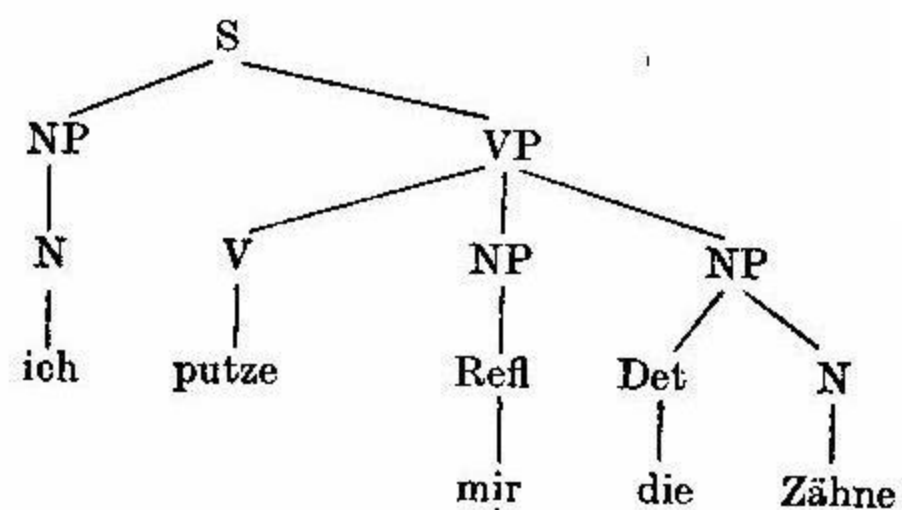 S
NP VP
N V NP NP
ich putze Refl Det N
mir die Zähne